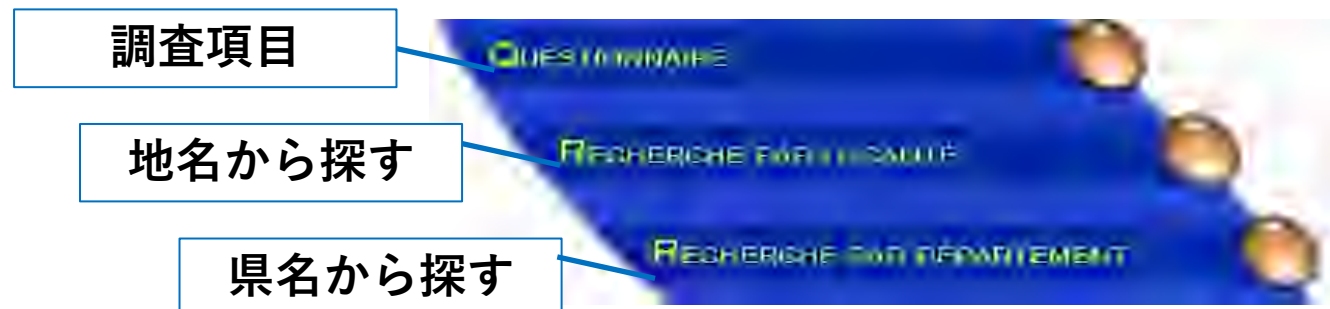 調査項目
QUESTIONNAIRE
地名から探す
RECHERCHE PAR LOCALITÉ
県名から探す
RECHERCHE PAR DÉPARTEMENT